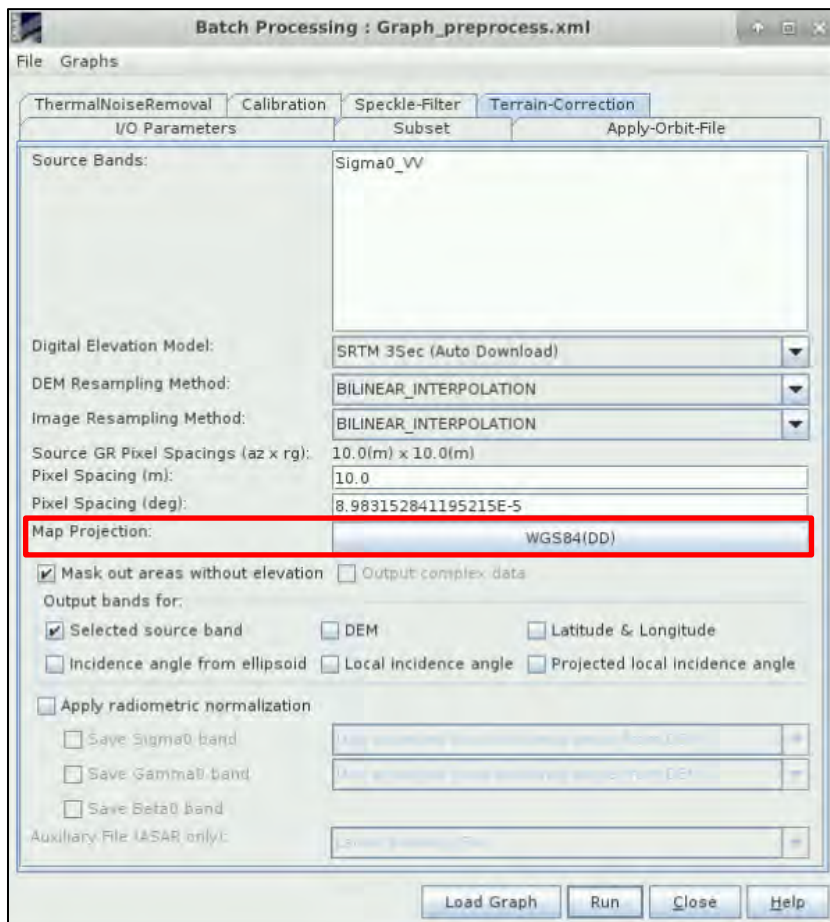 Batch Processing : Graph_preprocess.xml
File Graphs
ThermalNoiseRemoval Calibration Speckle-Filter Terrain-Correction
I/O Parameters Subset Apply-Orbit-File
Source Bands: Sigma0_VV
Digital Elevation Model: SRTM 3Sec (Auto Download)
DEM Resampling Method: BILINEAR_INTERPOLATION
Image Resampling Method: BILINEAR_INTERPOLATION
Source GR Pixel Spacings (az x rg): 10.0(m) x 10.0(m)
Pixel Spacing (m): 10.0
Pixel Spacing (deg): 8.983152841195215E-5
Map Projection: WGS84(DD)
Mask out areas without elevation Output complex data
Output bands for:
Selected source band DEM Latitude & Longitude
Incidence angle from ellipsoid Local incidence angle Projected local incidence angle
Apply radiometric normalization
Save Sigma0 band
Save Gamma0 band
Save Beta0 band
Auxiliary File (ASAR only):
Load Graph Run Close Help